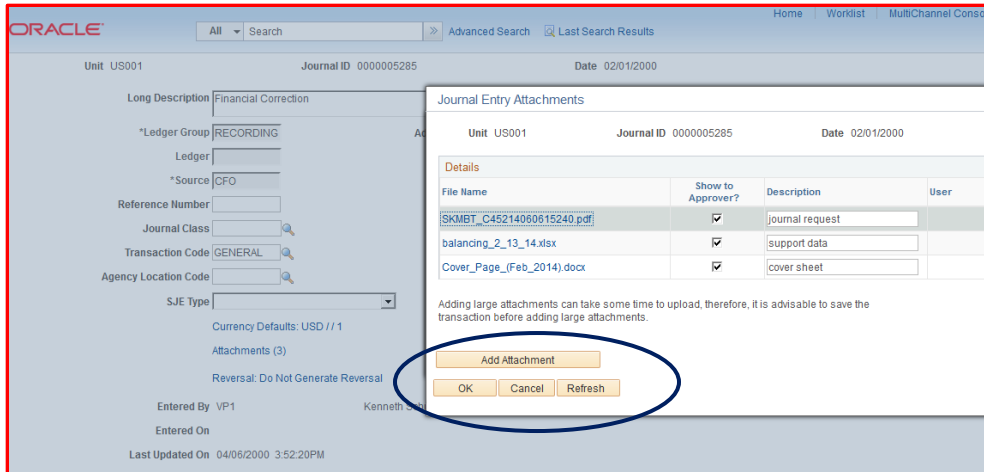 Home Worklist MultiChannel Conso
ORACLE All Search Advanced Search Last Search Results
Unit US001 Journal ID 0000005285 Date 02/01/2000
Long Description Financial Correction
*Ledger Group RECORDING
Ledger
*Source CFO
Reference Number
Journal Class
Transaction Code GENERAL
Agency Location Code
SJE Type
Currency Defaults: USD / / 1
Attachments (3)
Reversal: Do Not Generate Reversal
Entered By VP1 Kenneth
Entered On
Last Updated On 04/06/2000 3:52:20PM
Journal Entry Attachments
Unit US001 Journal ID 0000005285 Date 02/01/2000
Details
File Name Show to Approver? Description User
SKMBT_C45214060615240.pdf journal request
balancing_2_13_14.xlsx support data
Cover_Page_(Feb_2014).docx cover sheet
Adding large attachments can take some time to upload, therefore, it is advisable to save the
transaction before adding large attachments.
Add Attachment
OK Cancel Refresh